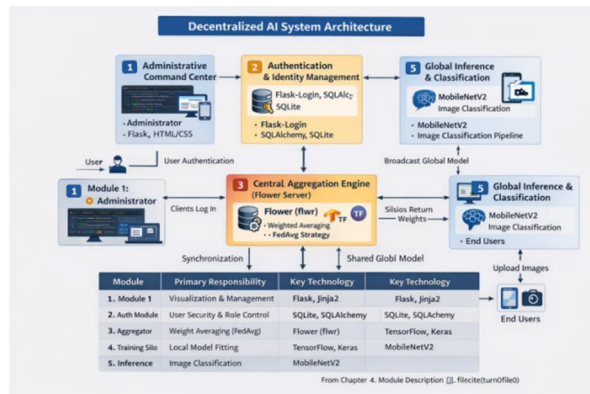 Decentralized AI System Architecture
1 Administrative
Command Center
Administrator
Flask, HTML/CSS
2 Authentication
& Identity Management
Flask-Login, SQLAlc-
SQLite
• Flask-Login
• SQLAlchemy, SQLite
5 Global Inference
& Classification
MobileNetV2
Image Classification
• MobileNetV2
• Image Classification Pipeline
User
User Authentication
Broadcast Global Model
1 Module 1:
Administrator
Clients Log In
3 Central Aggregation Engine
(Flower Server)
Flower (flwr)
• Weighted Averaging
• FedAvg Strategy
TF
TF
Silsios Return
Weights
5 Global Inference &
Classification
MobileNetV2
Image Classification
• End Users
Synchronization
Shared Globl Model
Upload Images
End Users
Module Primary Responsibility Key Technology Key Technology
1. Module 1 Visualization & Management Flask, Jinja2 Flask, Jinja2
2. Auth Module User Security & Role Control SQLite, SQLAlchemy SQLite, SQLAchemy
3. Aggregator Weight Averaging (FedAvg) Flower (flwr) TensorFlow, Keras
4. Training Silo Local Model Fitting TensorFlow, Keras MobileNetV2
5. Inference Image Classification MobileNetV2
From Chapter 4. Module Description filecite(turn0file0)